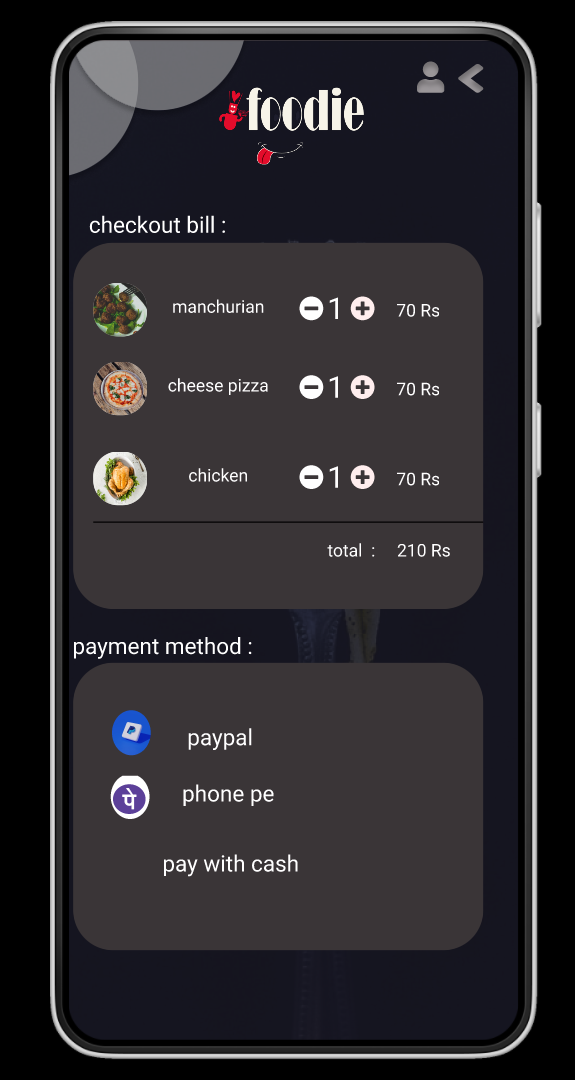 foodie
checkout bill :
manchurian 1 70 Rs
cheese pizza 1 70 Rs
chicken 1 70 Rs
total : 210 Rs
payment method :
paypal
पे phone pe
pay with cash